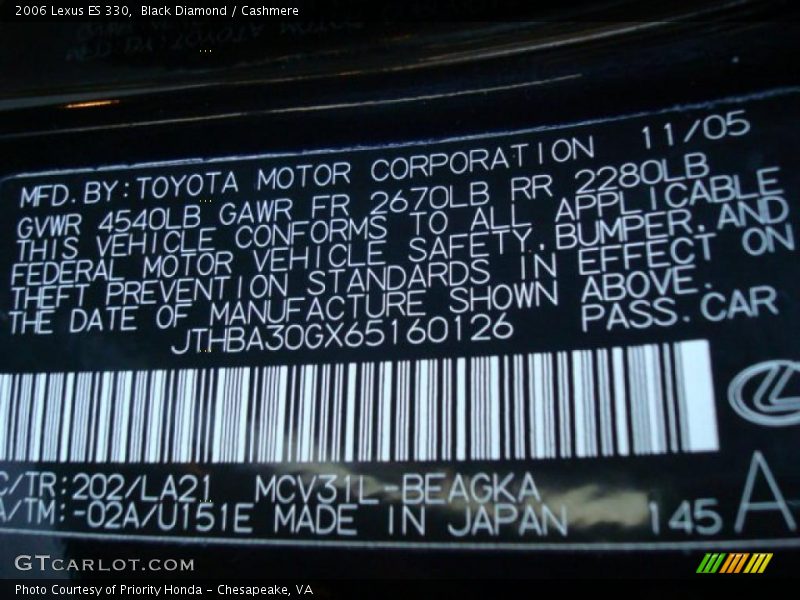 2006 Lexus ES 330, Black Diamond / Cashmere
MFD.BY:TOYOTA MOTOR CORPORATION 11/05
GVWR 4540LB GAWR FR 2670LB RR 2280LB
THIS VEHICLE CONFORMS TO ALL APPLICABLE
FEDERAL MOTOR VEHICLE SAFETY,BUMPER,AND
THEFT PREVENTION STANDARDS IN EFFECT ON
THE DATE OF MANUFACTURE SHOWN ABOVE.
JTHBA30GX65160126 PASS.CAR
C/TR:202/LA21 MCV31L-BEAGKA
A/TM:-02A/U151E MADE IN JAPAN 145 A
GTCARLOT.COM
Photo Courtesy of Priority Honda - Chesapeake, VA